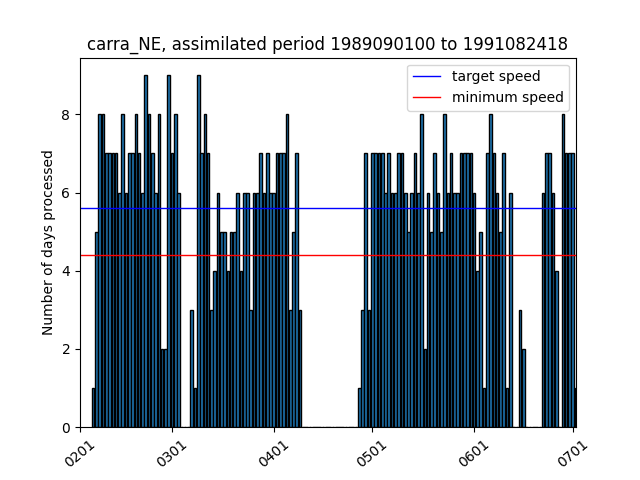 carra_NE, assimilated period 1989090100 to 1991082418
target speed
minimum speed
Number of days processed
8
6
4
2
0
0201
0301
0401
0501
0601
0701